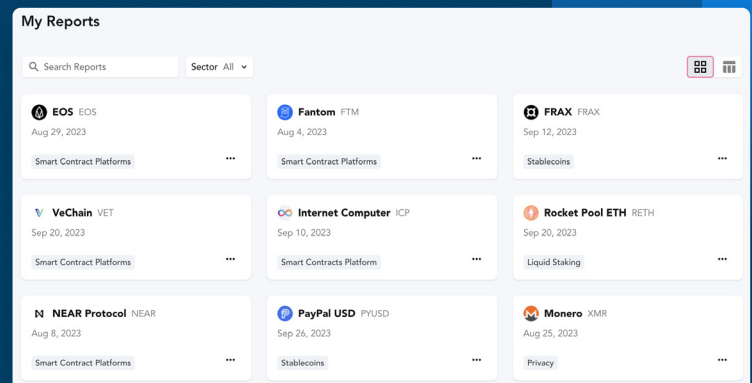 My Reports
Search Reports
Sector All
EOS EOS
Aug 29, 2023
Smart Contract Platforms
Fantom FTM
Aug 4, 2023
Smart Contract Platforms
FRAX FRAX
Sep 12, 2023
Stablecoins
VeChain VET
Sep 20, 2023
Smart Contract Platforms
Internet Computer ICP
Sep 10, 2023
Smart Contracts Platform
Rocket Pool ETH RETH
Sep 20, 2023
Liquid Staking
NEAR Protocol NEAR
Aug 8, 2023
Smart Contract Platforms
PayPal USD PYUSD
Sep 26, 2023
Stablecoins
Monero XMR
Aug 25, 2023
Privacy